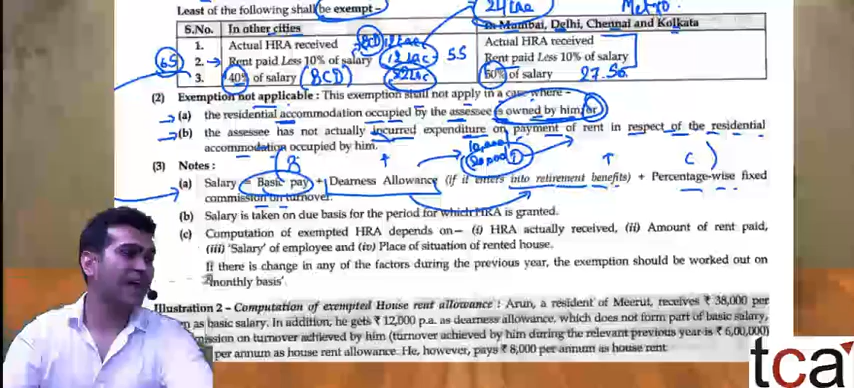 Least of the following shall be exempt –
24 Lac
Metro
S.No. In other cities In Mumbai, Delhi, Chennai and Kolkata
1. Actual HRA received Actual HRA received
2. Rent paid Less 10% of salary Rent paid Less 10% of salary
3. 40% of salary (BCD) 50% of salary 27.50
55
(2) Exemption not applicable : This exemption shall not apply in a case where –
(a) the residential accommodation occupied by the assessee is owned by him; or
(b) the assessee has not actually incurred expenditure on payment of rent in respect of the residential
accommodation occupied by him.
(3) Notes :
(a) Salary = Basic pay + Dearness Allowance (if it enters into retirement benefits) + Percentage-wise fixed
commission on turnover.
(b) Salary is taken on due basis for the period for which HRA is granted.
(c) Computation of exempted HRA depends on— (i) HRA actually received, (ii) Amount of rent paid,
(iii) 'Salary' of employee and (iv) Place of situation of rented house.
If there is change in any of the factors during the previous year, the exemption should be worked out on
'monthly basis'.
Illustration 2 – Computation of exempted House rent allowance : Arun, a resident of Meerut, receives ₹ 38,000 per
as basic salary. In addition, he gets ₹ 12,000 p.a. as dearness allowance, which does not form part of basic salary,
mission on turnover achieved by him (turnover achieved by him during the relevant previous year is ₹ 6,00,000)
per annum as house rent allowance. He, however, pays ₹ 8,000 per annum as house rent
tca